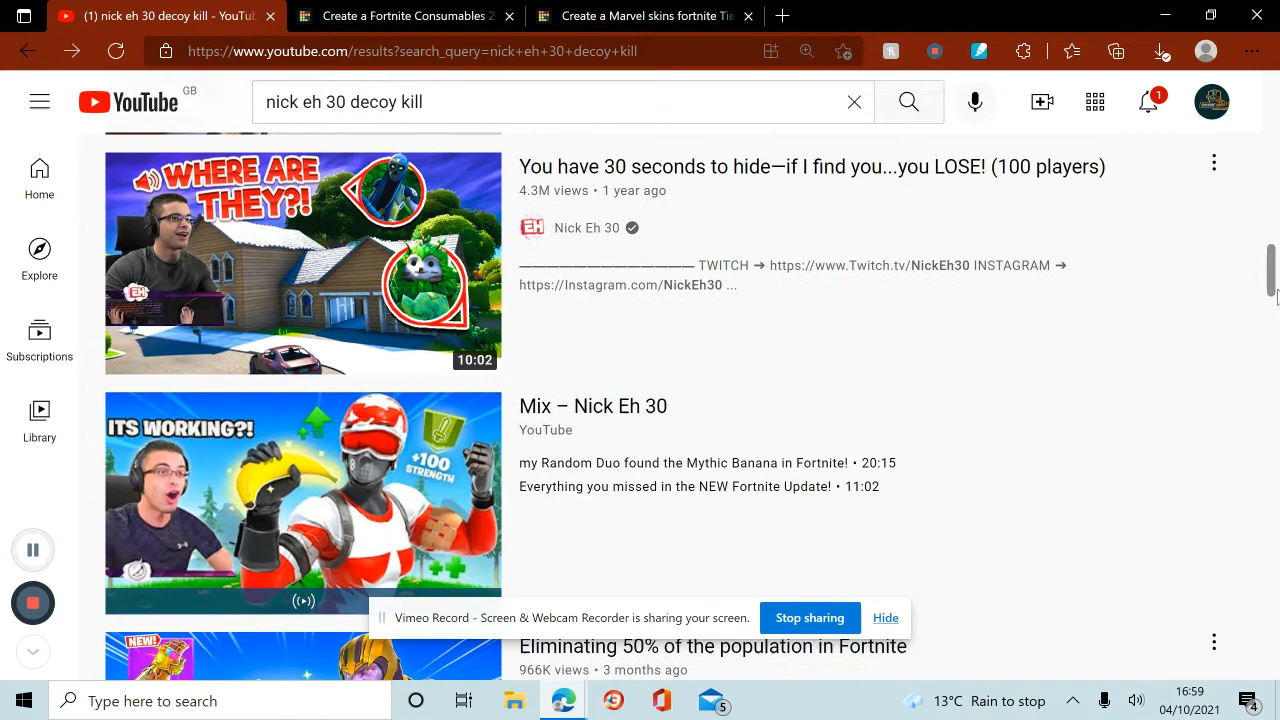 (1) nick eh 30 decoy kill - YouTu
Create a Fortnite Consumables 2
Create a Marvel skins fortnite Tie
https://www.youtube.com/results?search_query=nick+eh+30+decoy+kill
YouTube GB
nick eh 30 decoy kill
1
Home
Explore
Subscriptions
Library
WHERE ARE THEY?!
EH
10:02
You have 30 seconds to hide—if I find you...you LOSE! (100 players)
4.3M views • 1 year ago
EH Nick Eh 30
———————————— TWITCH ➔ https://www.Twitch.tv/NickEh30 INSTAGRAM ➔
https://Instagram.com/NickEh30 ...
ITS WORKING?!
+100
STRENGTH
Mix – Nick Eh 30
YouTube
my Random Duo found the Mythic Banana in Fortnite! • 20:15
Everything you missed in the NEW Fortnite Update! • 11:02
Vimeo Record - Screen & Webcam Recorder is sharing your screen.
Stop sharing
Hide
NEW!
Eliminating 50% of the population in Fortnite
966K views • 3 months ago
Type here to search
5
13°C Rain to stop
16:59
04/10/2021
4